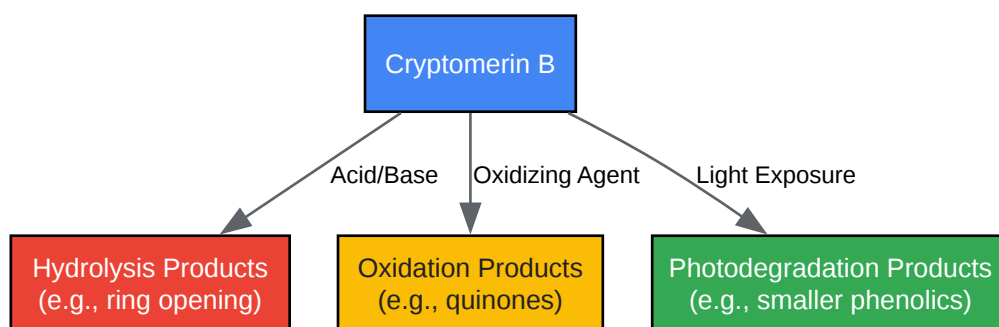 Cryptomerin B
Acid/Base
Oxidizing Agent
Light Exposure
Hydrolysis Products
(e.g., ring opening)
Oxidation Products
(e.g., quinones)
Photodegradation Products
(e.g., smaller phenolics)